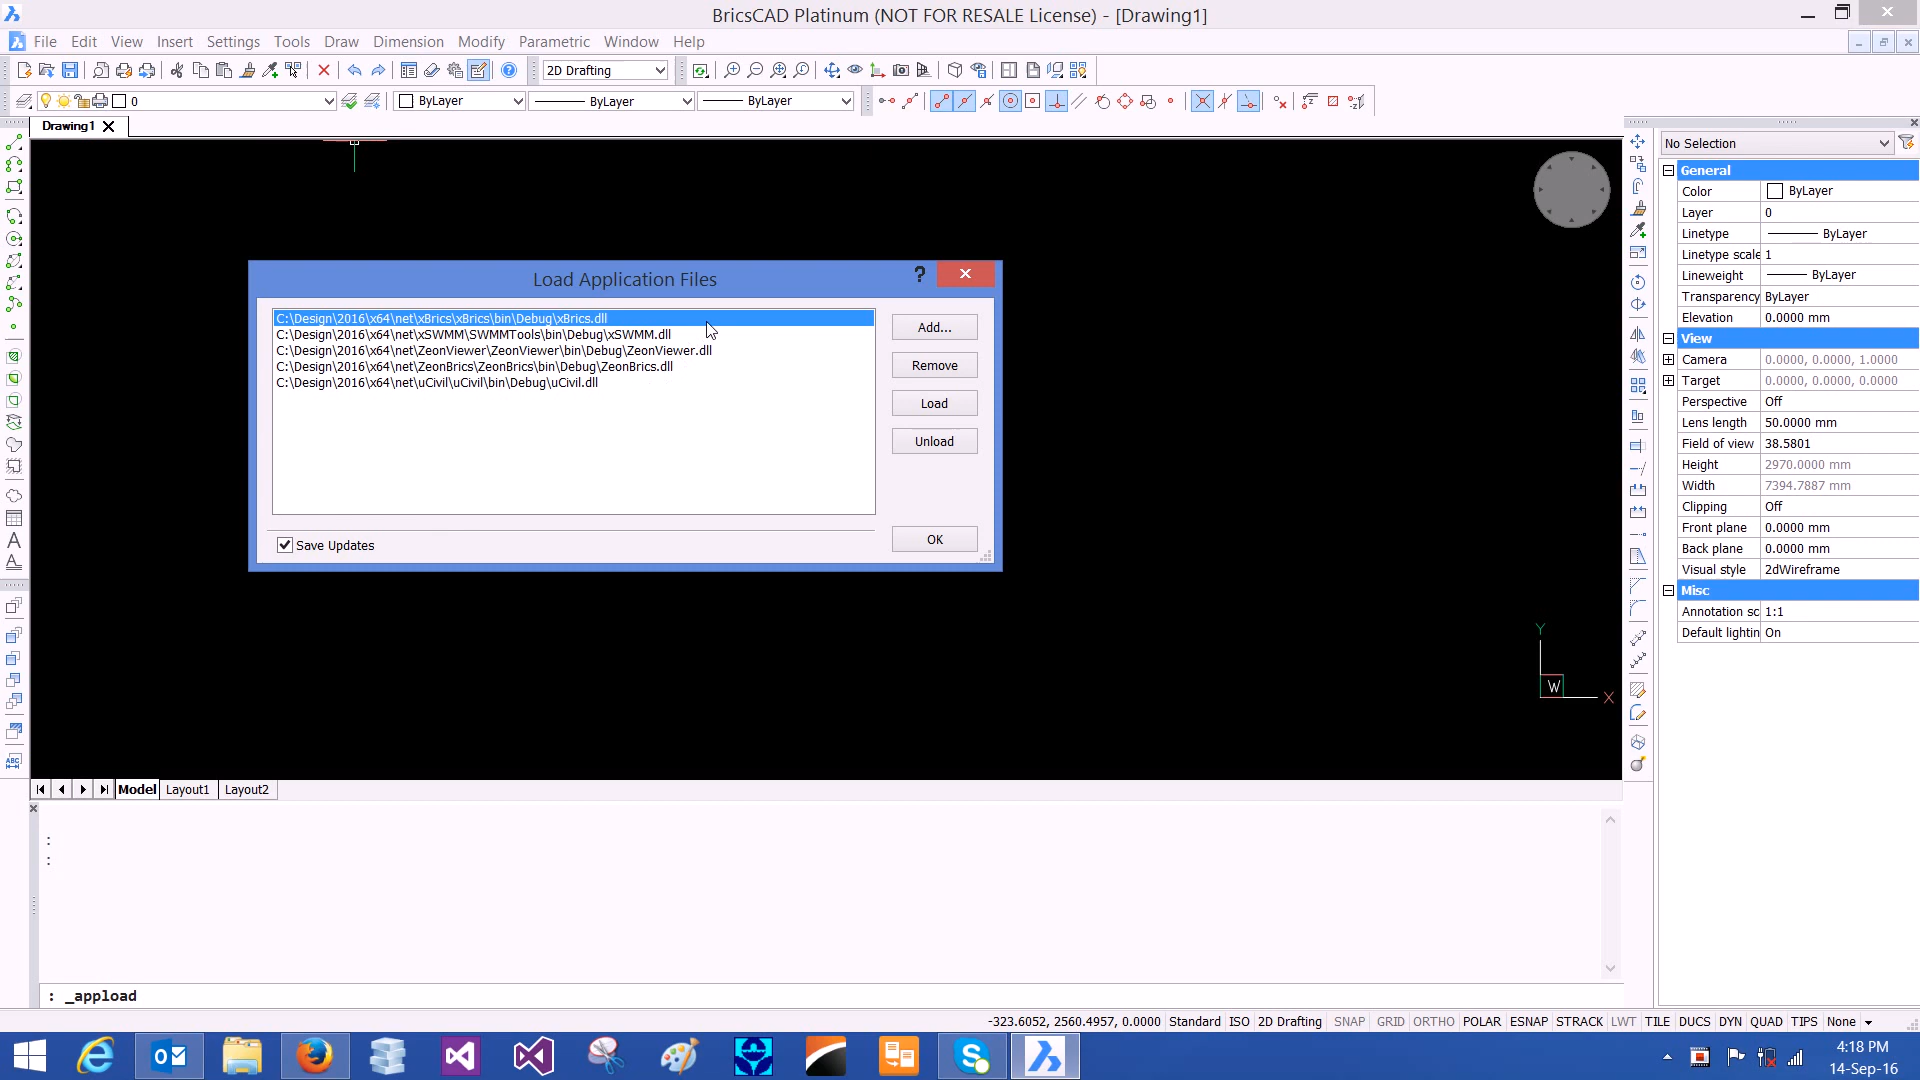 BricsCAD Platinum (NOT FOR RESALE License) - [Drawing1]
File Edit View Insert Settings Tools Draw Dimension Modify Parametric Window Help
2D Drafting
0 ByLayer ByLayer ByLayer
Drawing1
No Selection
General
Color ByLayer
Layer 0
Linetype ByLayer
Linetype scale 1
Lineweight ByLayer
Transparency ByLayer
Elevation 0.0000 mm
View
Camera 0.0000, 0.0000, 1.0000
Target 0.0000, 0.0000, 0.0000
Perspective Off
Lens length 50.0000 mm
Field of view 38.5801
Height 2970.0000 mm
Width 7394.7887 mm
Clipping Off
Front plane 0.0000 mm
Back plane 0.0000 mm
Visual style 2dWireframe
Misc
Annotation sc 1:1
Default lightin On
Load Application Files
?
C:\Design\2016\x64\net\xBrics\xBrics\bin\Debug\xBrics.dll
C:\Design\2016\x64\net\xSWMM\SWMMTools\bin\Debug\xSWMM.dll
C:\Design\2016\x64\net\ZeonViewer\ZeonViewer\bin\Debug\ZeonViewer.dll
C:\Design\2016\x64\net\ZeonBrics\ZeonBrics\bin\Debug\ZeonBrics.dll
C:\Design\2016\x64\net\uCivil\uCivil\bin\Debug\uCivil.dll
Add...
Remove
Load
Unload
Save Updates
OK
Y
W
X
A
A
ABC
Model Layout1 Layout2
:
:
: _appload
-323.6052, 2560.4957, 0.0000 Standard ISO 2D Drafting SNAP GRID ORTHO POLAR ESNAP STRACK LWT TILE DUCS DYN QUAD TIPS None
4:18 PM
14-Sep-16